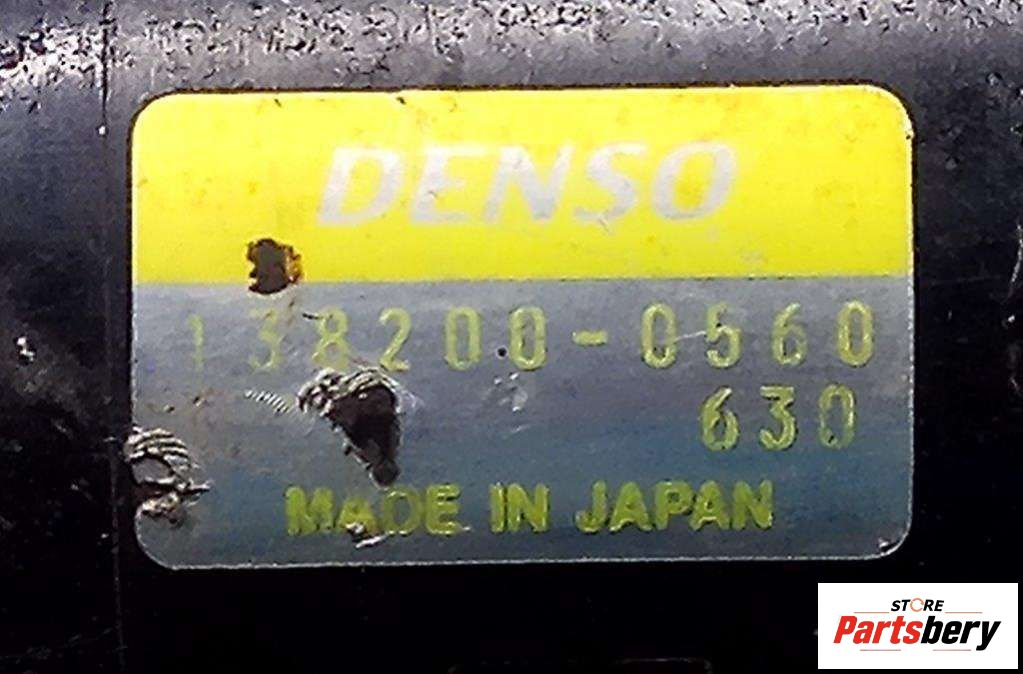 DENSO
138200-0560
630
MADE IN JAPAN
STORE
Partsbery